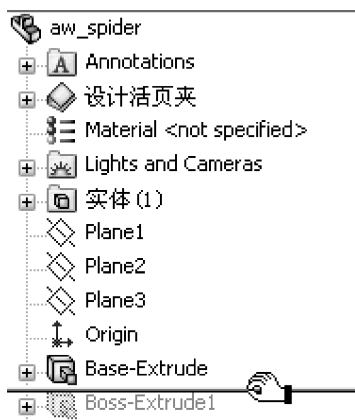 aw_spider
Annotations
设计活页夹
Material <not specified>
Lights and Cameras
实体(1)
Plane1
Plane2
Plane3
Origin
Base-Extrude
Boss-Extrude1